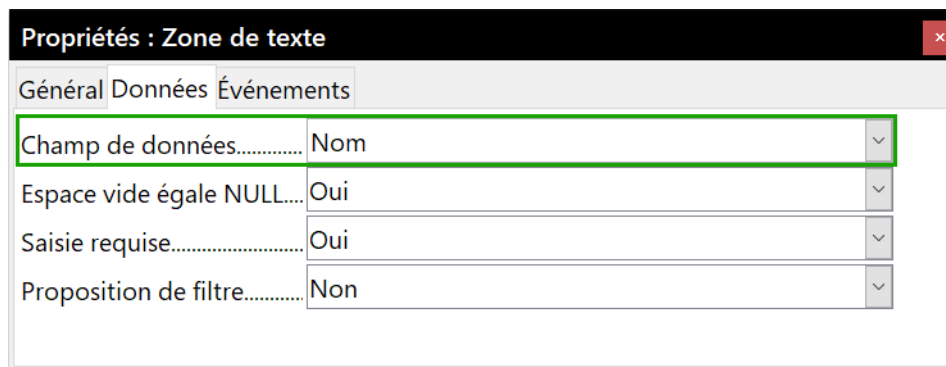 Propriétés : Zone de texte ×
Général Données Événements
Champ de données............. Nom
Espace vide égale NULL.... Oui
Saisie requise.......................... Oui
Proposition de filtre............ Non